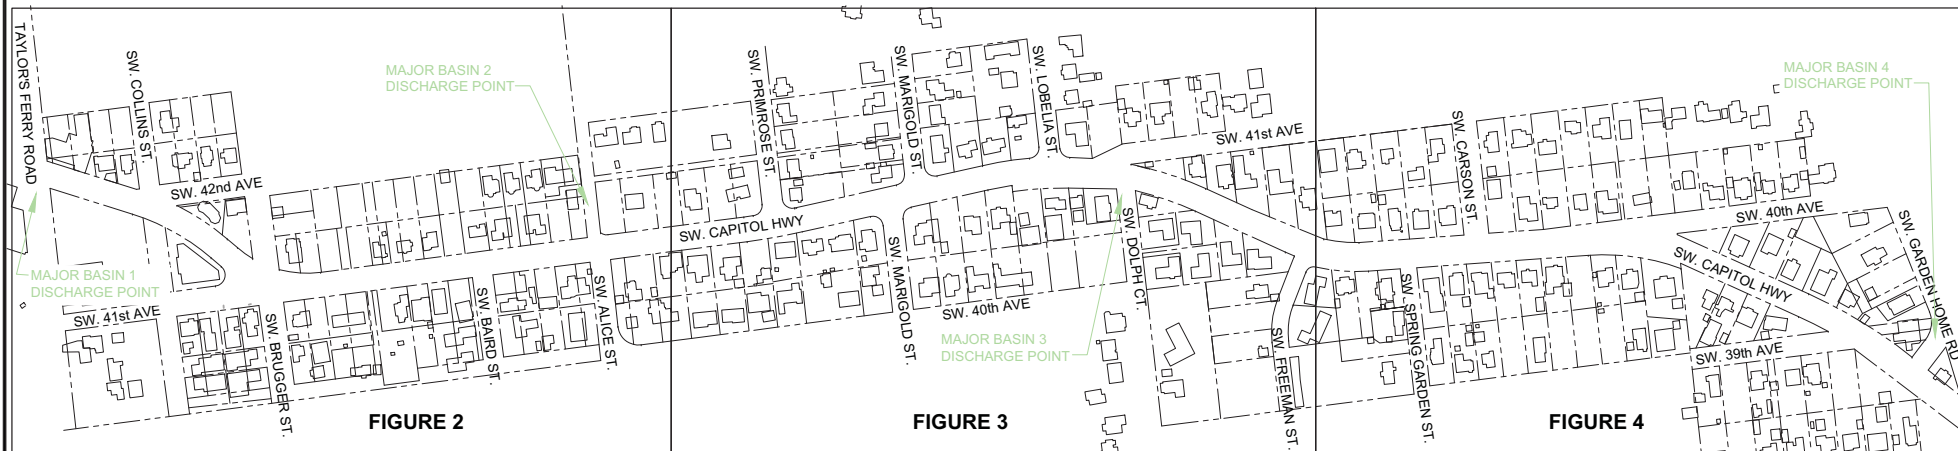 TAYLOR'S FERRY ROAD
SW. COLLINS ST.
SW. 42nd AVE
MAJOR BASIN 1
DISCHARGE POINT
SW. 41st AVE
SW. BRUGGER ST.
MAJOR BASIN 2
DISCHARGE POINT
SW. BAIRD ST.
SW. ALICE ST.
FIGURE 2
SW. PRIMROSE ST.
SW. MARIGOLD ST.
SW. LOBELIA ST.
SW. 41st AVE
SW. CAPITOL HWY
SW. MARIGOLD ST.
SW. 40th AVE
SW. DOLPH CT.
MAJOR BASIN 3
DISCHARGE POINT
SW. FREEMAN ST.
FIGURE 3
MAJOR BASIN 4
DISCHARGE POINT
SW. CARSON ST.
SW. 40th AVE
SW. GARDEN HOME RD
SW. CAPITOL HWY
SW. SPRING GARDEN ST.
SW. 39th AVE
FIGURE 4